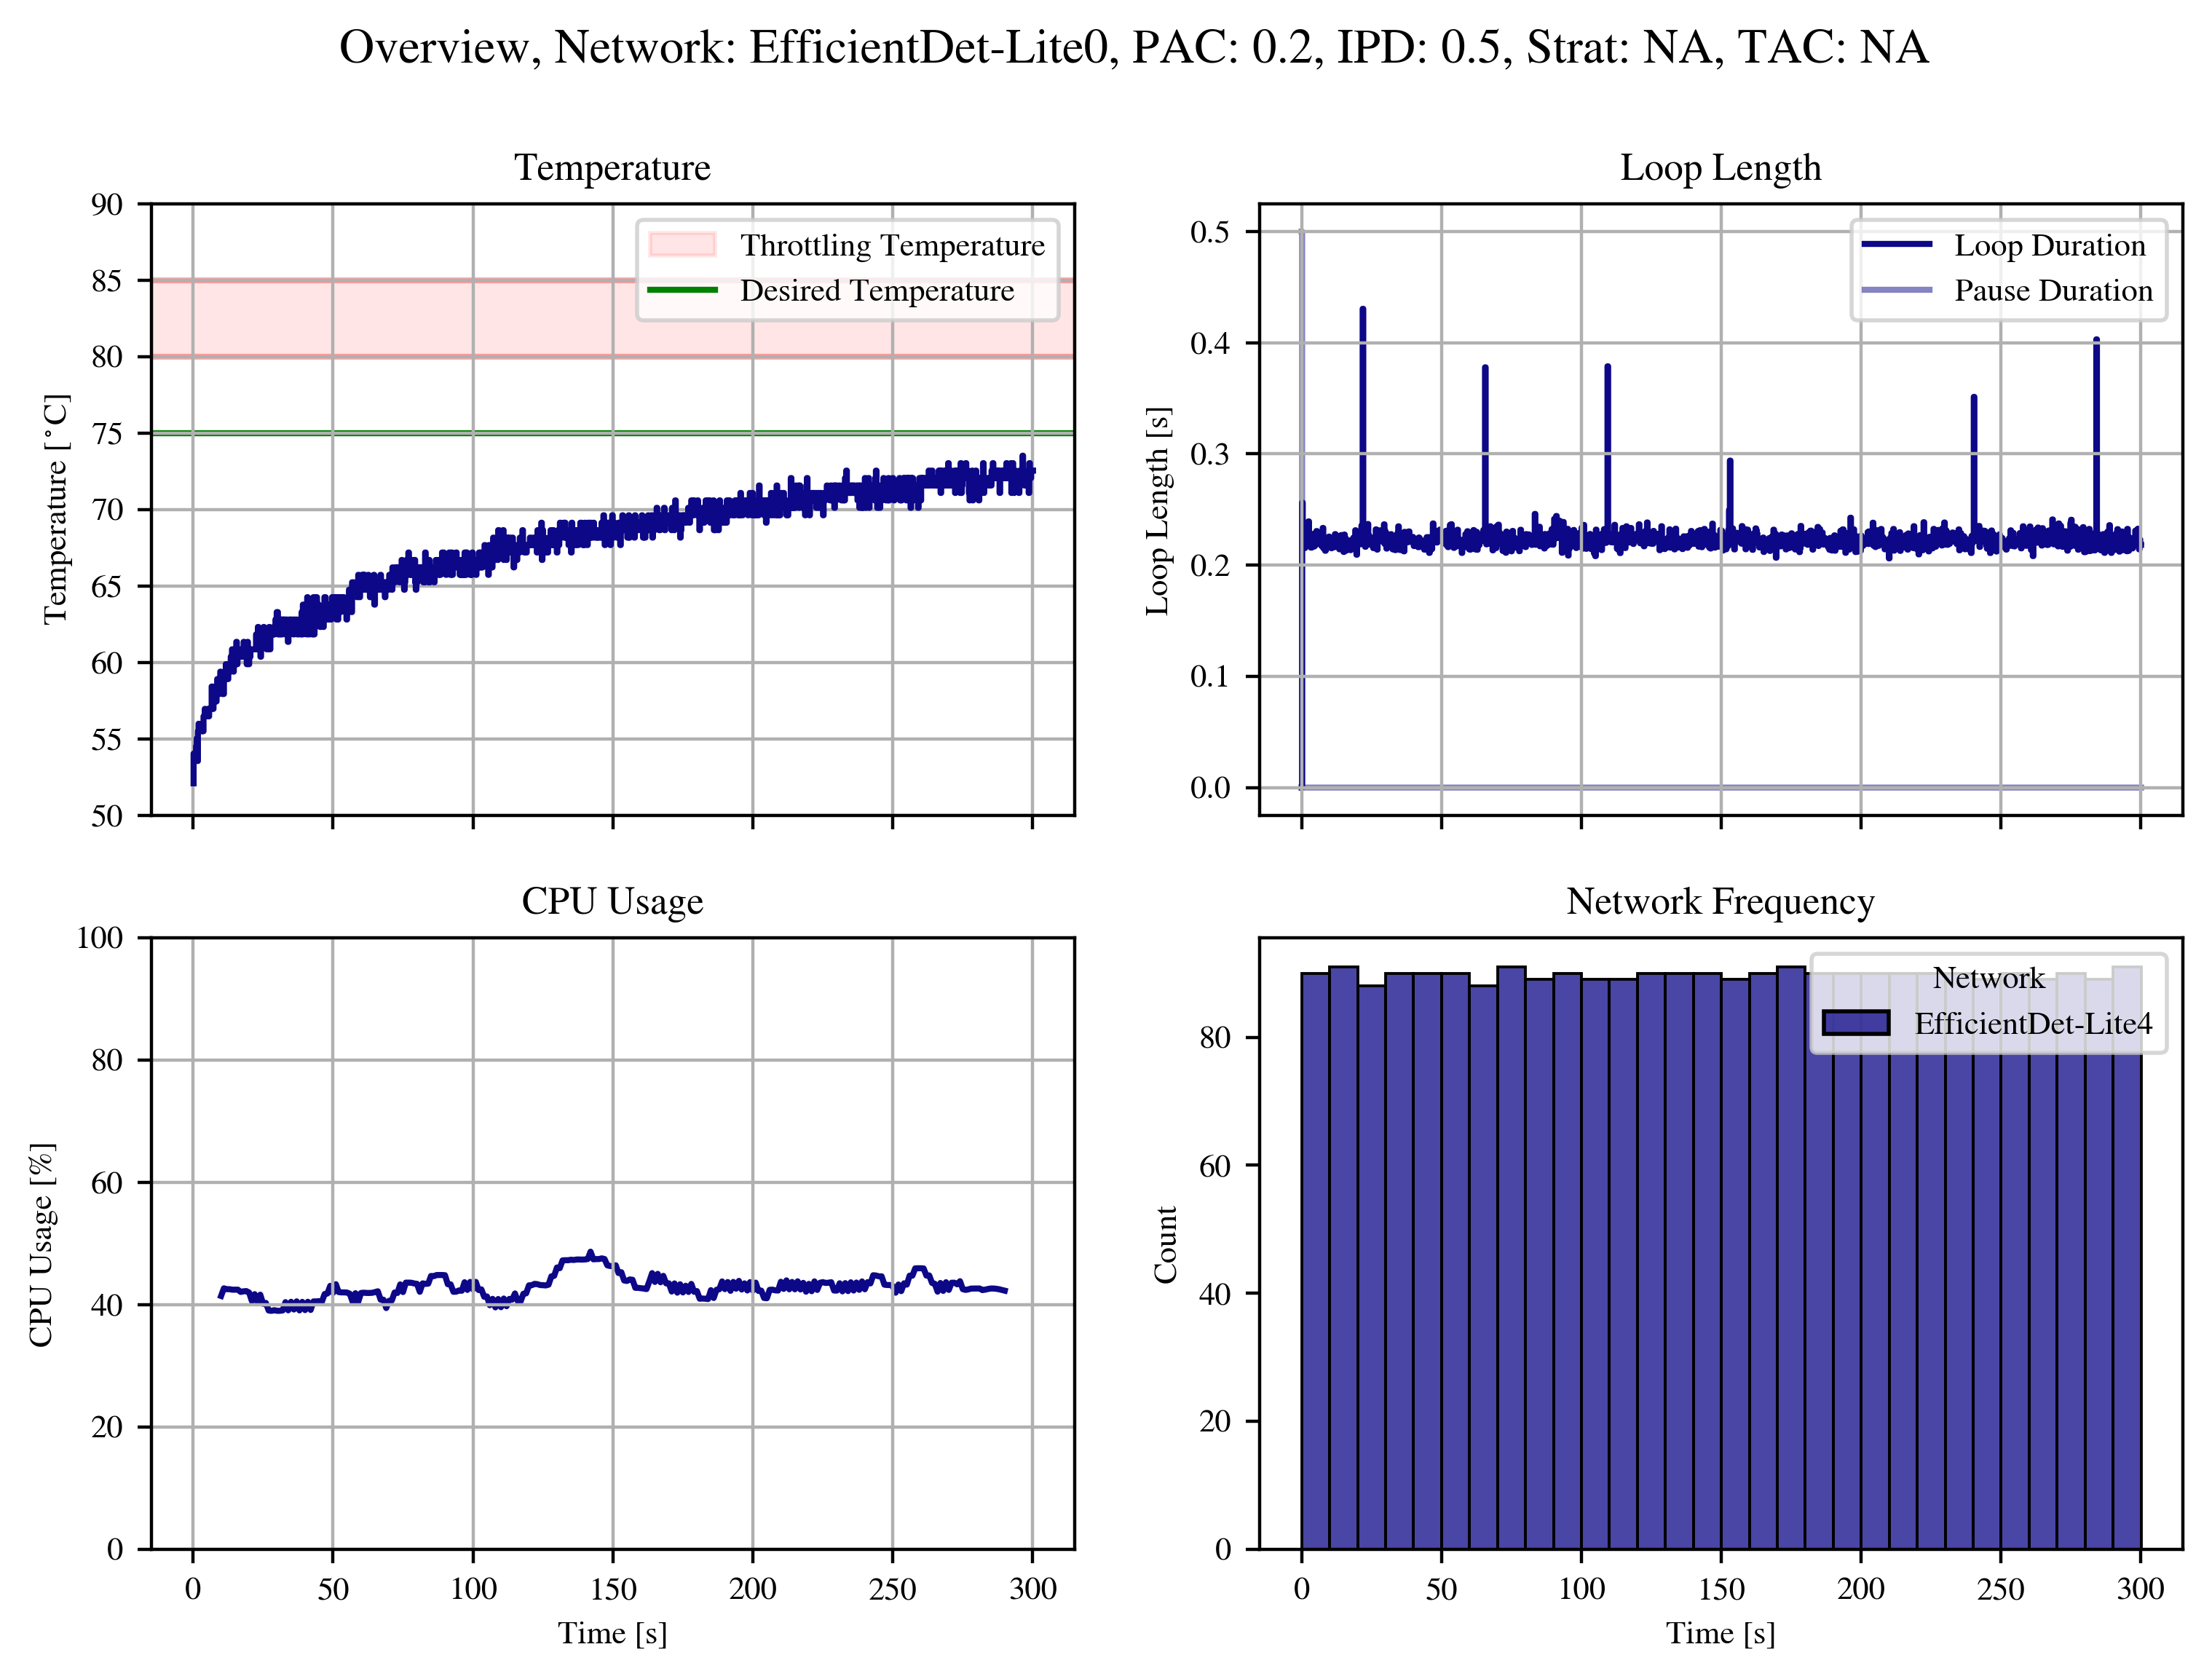 Overview, Network: EfficientDet-Lite0, PAC: 0.2, IPD: 0.5, Strat: NA, TAC: NA
Temperature
90
85
80
75
70
65
60
55
50
Temperature [°C]
Throttling Temperature
Desired Temperature
Loop Length
0.5
0.4
0.3
0.2
0.1
0.0
Loop Length [s]
Loop Duration
Pause Duration
CPU Usage
100
80
60
40
20
0
CPU Usage [%]
0 50 100 150 200 250 300
Time [s]
Network Frequency
80
60
40
20
0
Count
Network
EfficientDet-Lite4
0 50 100 150 200 250 300
Time [s]